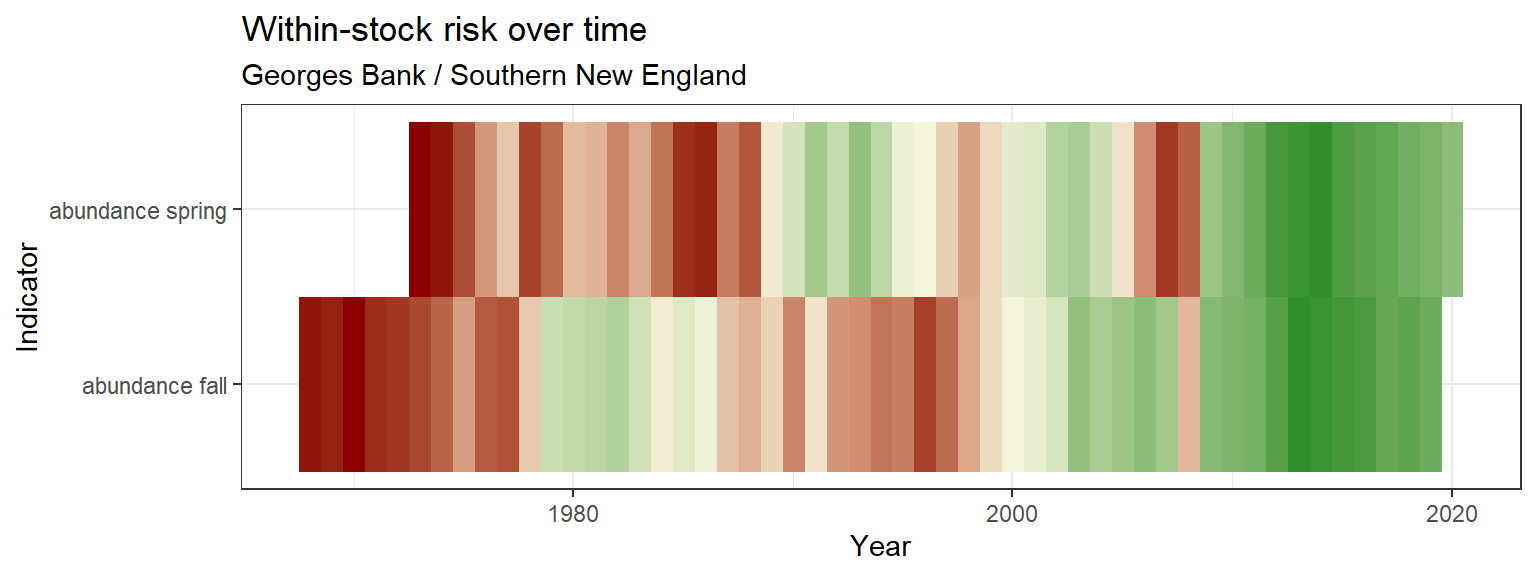 Within-stock risk over time
Georges Bank / Southern New England
Indicator
abundance spring
abundance fall
1980
2000
2020
Year